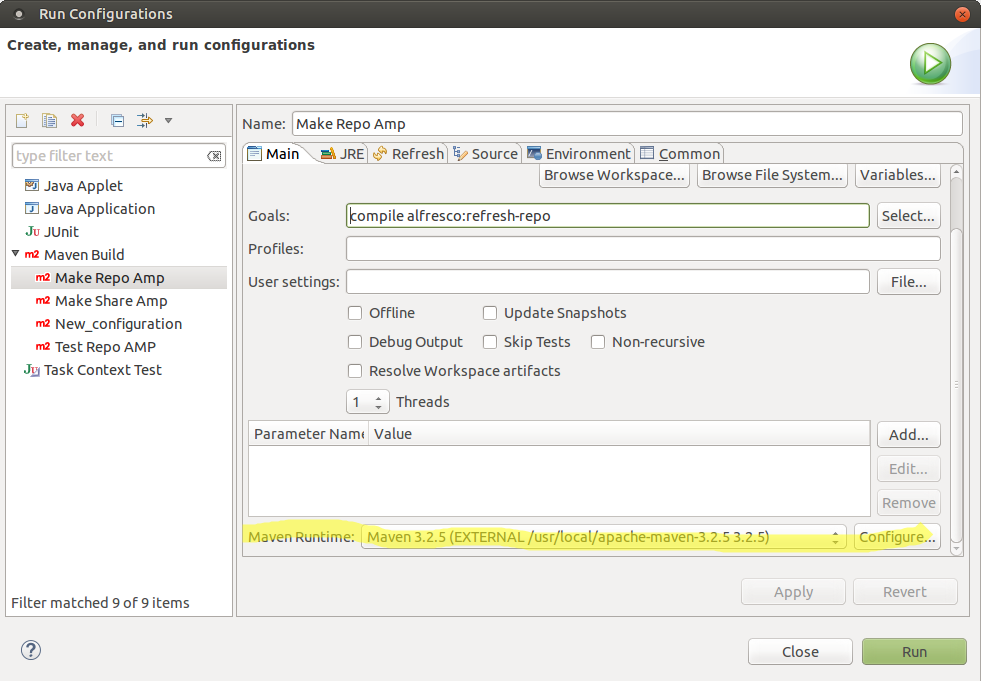 Run Configurations
Create, manage, and run configurations
type filter text
Java Applet
Java Application
Ju JUnit
Maven Build
m2 Make Repo Amp
m2 Make Share Amp
m2 New_configuration
m2 Test Repo AMP
Task Context Test
Filter matched 9 of 9 items
Name: Make Repo Amp
Main JRE Refresh Source Environment Common
Browse Workspace... Browse File System... Variables...
Goals: compile alfresco:refresh-repo Select...
Profiles:
User settings: File...
Offline Update Snapshots
Debug Output Skip Tests Non-recursive
Resolve Workspace artifacts
1 Threads
Parameter Name Value Add...
Edit...
Remove
Maven Runtime: Maven 3.2.5 (EXTERNAL /usr/local/apache-maven-3.2.5 3.2.5) Configure...
Apply Revert
? Close Run